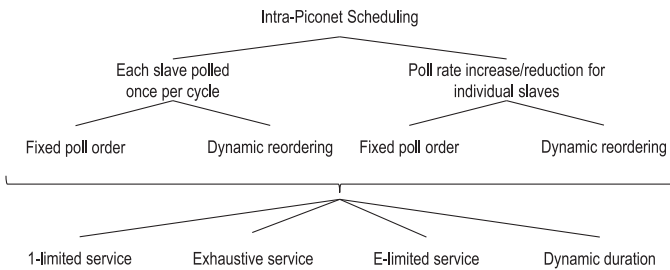 Intra-Piconet Scheduling
Each slave polled
once per cycle
Poll rate increase/reduction for
individual slaves
Fixed poll order
Dynamic reordering
Fixed poll order
Dynamic reordering
1-limited service
Exhaustive service
E-limited service
Dynamic duration